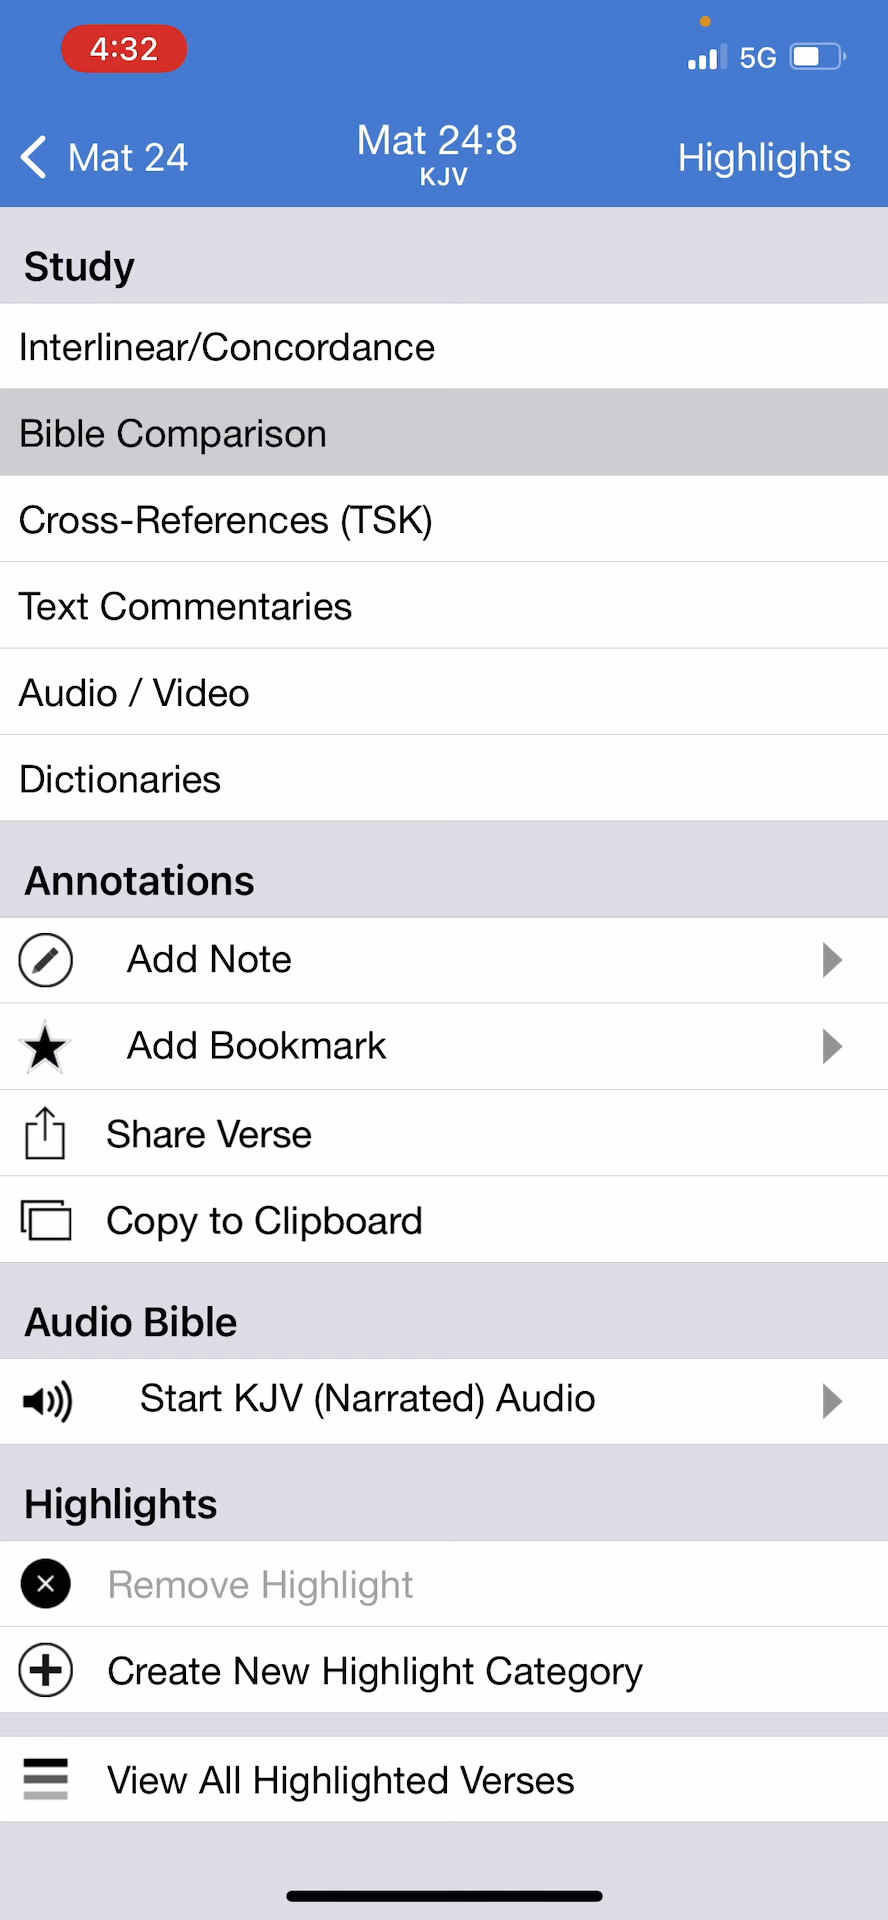 4:32
5G
Mat 24
Mat 24:8
KJV
Highlights
Study
Interlinear/Concordance
Bible Comparison
Cross-References (TSK)
Text Commentaries
Audio / Video
Dictionaries
Annotations
Add Note
Add Bookmark
Share Verse
Copy to Clipboard
Audio Bible
Start KJV (Narrated) Audio
Highlights
Remove Highlight
Create New Highlight Category
View All Highlighted Verses